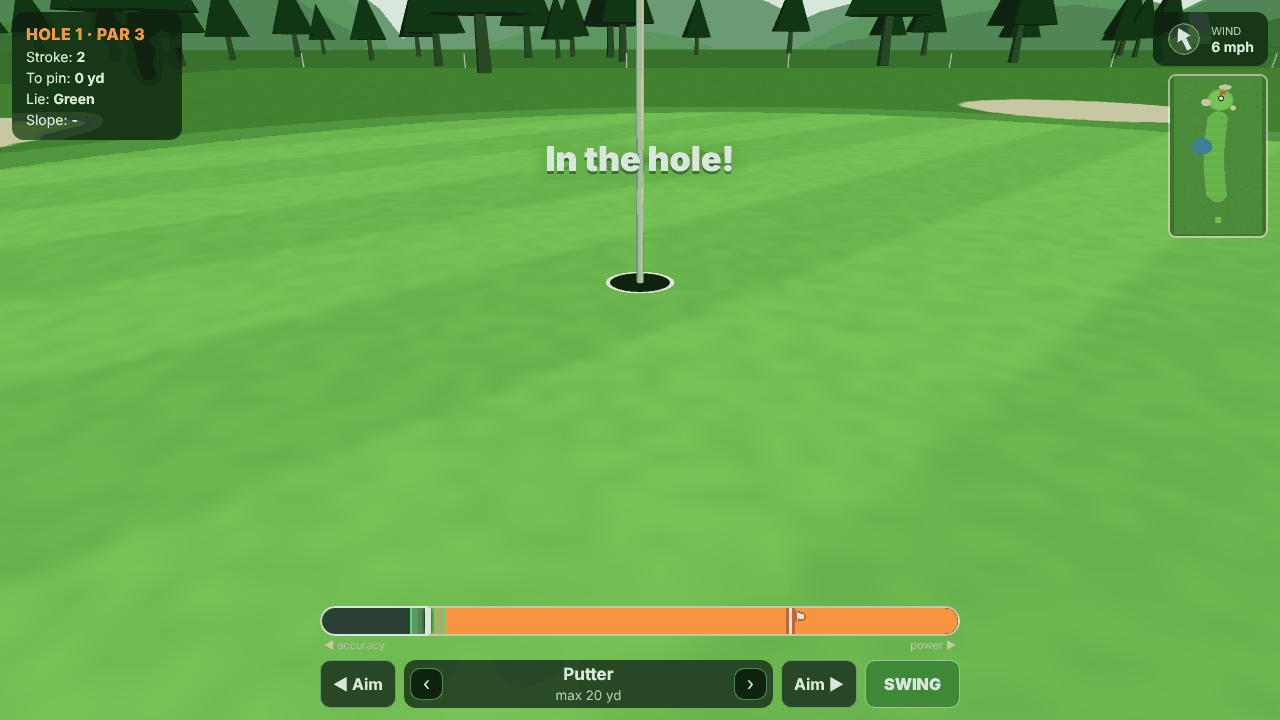 HOLE 1 · PAR 3
Stroke: 2
To pin: 0 yd
Lie: Green
Slope: -
WIND
6 mph
In the hole!
◀ accuracy
power ▶
◀ Aim
‹
Putter
max 20 yd
›
Aim ▶
SWING